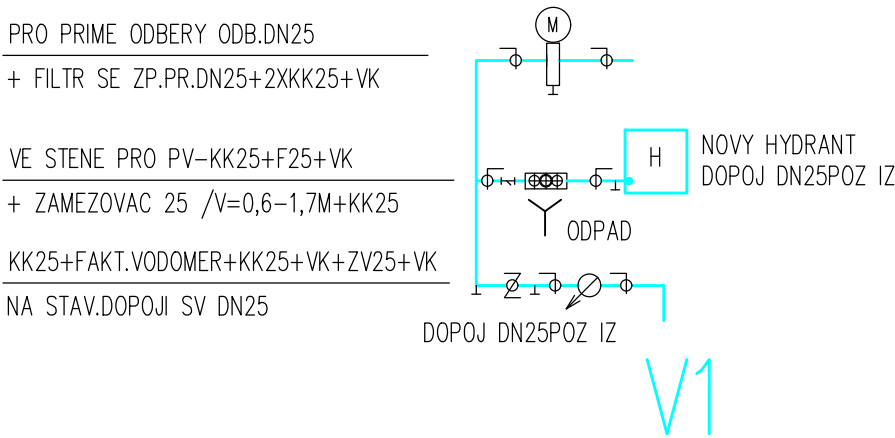 PRO PRIME ODBERY ODB.DN25
+ FILTR SE ZP.PR.DN25+2XKK25+VK
M
VE STENE PRO PV-KK25+F25+VK
+ ZAMEZOVAC 25 /V=0,6-1,7M+KK25
H
NOVY HYDRANT
DOPOJ DN25POZ IZ
ODPAD
KK25+FAKT.VODOMER+KK25+VK+ZV25+VK
NA STAV.DOPOJI SV DN25
DOPOJ DN25POZ IZ
V1